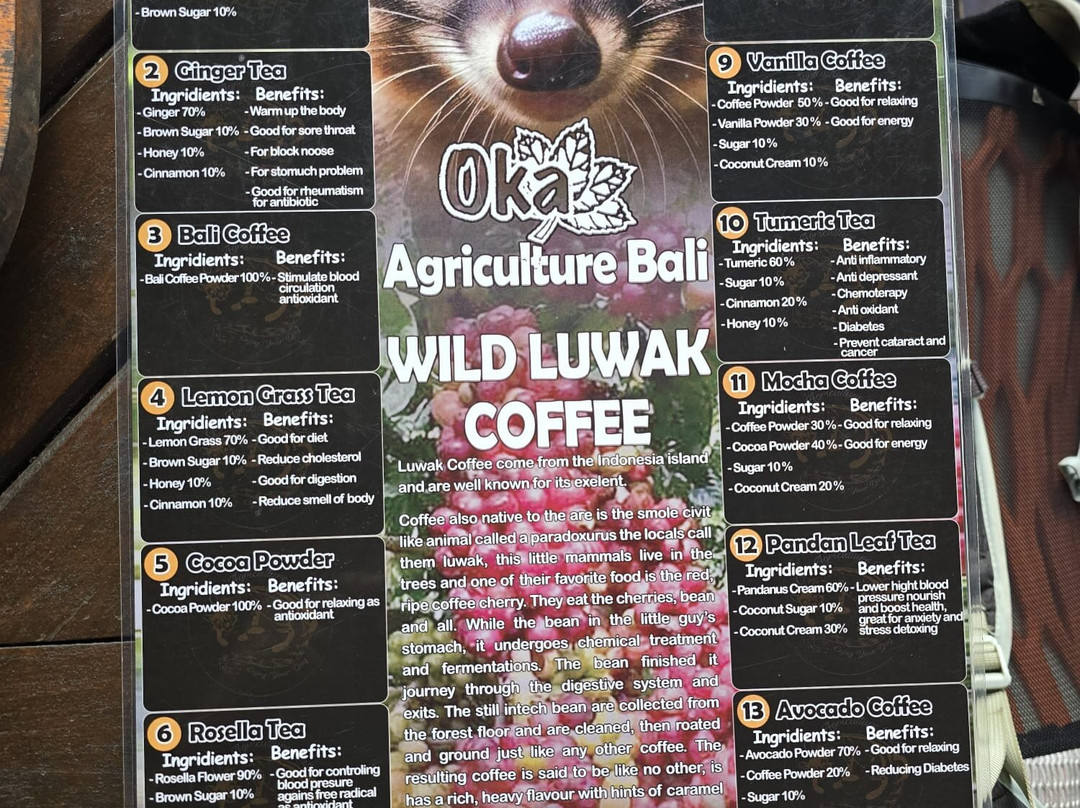 - Brown Sugar 10%
2 Ginger Tea
Ingridients: Benefits:
- Ginger 70% - Warm up the body
- Brown Sugar 10% - Good for sore throat
- Honey 10% - For block noose
- Cinnamon 10% - For stomuch problem
- Good for rheumatism
for antibiotic
3 Bali Coffee
Ingridients: Benefits:
- Bali Coffee Powder 100% - Stimulate blood
circulation
antioxidant
4 Lemon Grass Tea
Ingridients: Benefits:
- Lemon Grass 70% - Good for diet
- Brown Sugar 10% - Reduce cholesterol
- Honey 10% - Good for digestion
- Cinnamon 10% - Reduce smell of body
5 Cocoa Powder
Ingridients: Benefits:
- Cocoa Powder 100% - Good for relaxing as
antioxidant
6 Rosella Tea
Ingridients: Benefits:
- Rosella Flower 90% - Good for controling
blood presure
- Brown Sugar 10% agains free radical
as antioxidant
Oka
Agriculture Bali
WILD LUWAK
COFFEE
Luwak Coffee come from the Indonesia island
and are well known for its exelent.
Coffee also native to the are is the smole civit
like animal called a paradoxurus the locals call
them luwak, this little mammals live in the
trees and one of their favorite food is the red,
ripe coffee cherry. They eat the cherries, bean
and all. While the bean in the little guy's
stomach, it undergoes chemical treatment
and fermentations. The bean finished it
journey through the digestive system and
exits. The still intech bean are collected from
the forest floor and are cleaned, then roated
and ground just like any other coffee. The
resulting coffee is said to be like no other, is
has a rich, heavy flavour with hints of caramel
9 Vanilla Coffee
Ingridients: Benefits:
- Coffee Powder 50% - Good for relaxing
- Vanilla Powder 30% - Good for energy
- Sugar 10%
- Coconut Cream 10%
10 Tumeric Tea
Ingridients: Benefits:
- Tumeric 60% - Anti inflammatory
- Sugar 10% - Anti depressant
- Cinnamon 20% - Chemoterapy
- Honey 10% - Anti oxidant
- Diabetes
- Prevent cataract and
cancer
11 Mocha Coffee
Ingridients: Benefits:
- Coffee Powder 30% - Good for relaxing
- Cocoa Powder 40% - Good for energy
- Sugar 10%
- Coconut Cream 20%
12 Pandan Leaf Tea
Ingridients: Benefits:
- Pandanus Cream 60% - Lower hight blood
pressure nourish
- Coconut Sugar 10% and boost health,
great for anxiety and
- Coconut Cream 30% stress detoxing
13 Avocado Coffee
Ingridients: Benefits:
- Avocado Powder 70% - Good for relaxing
- Coffee Powder 20% - Reducing Diabetes
- Sugar 10%